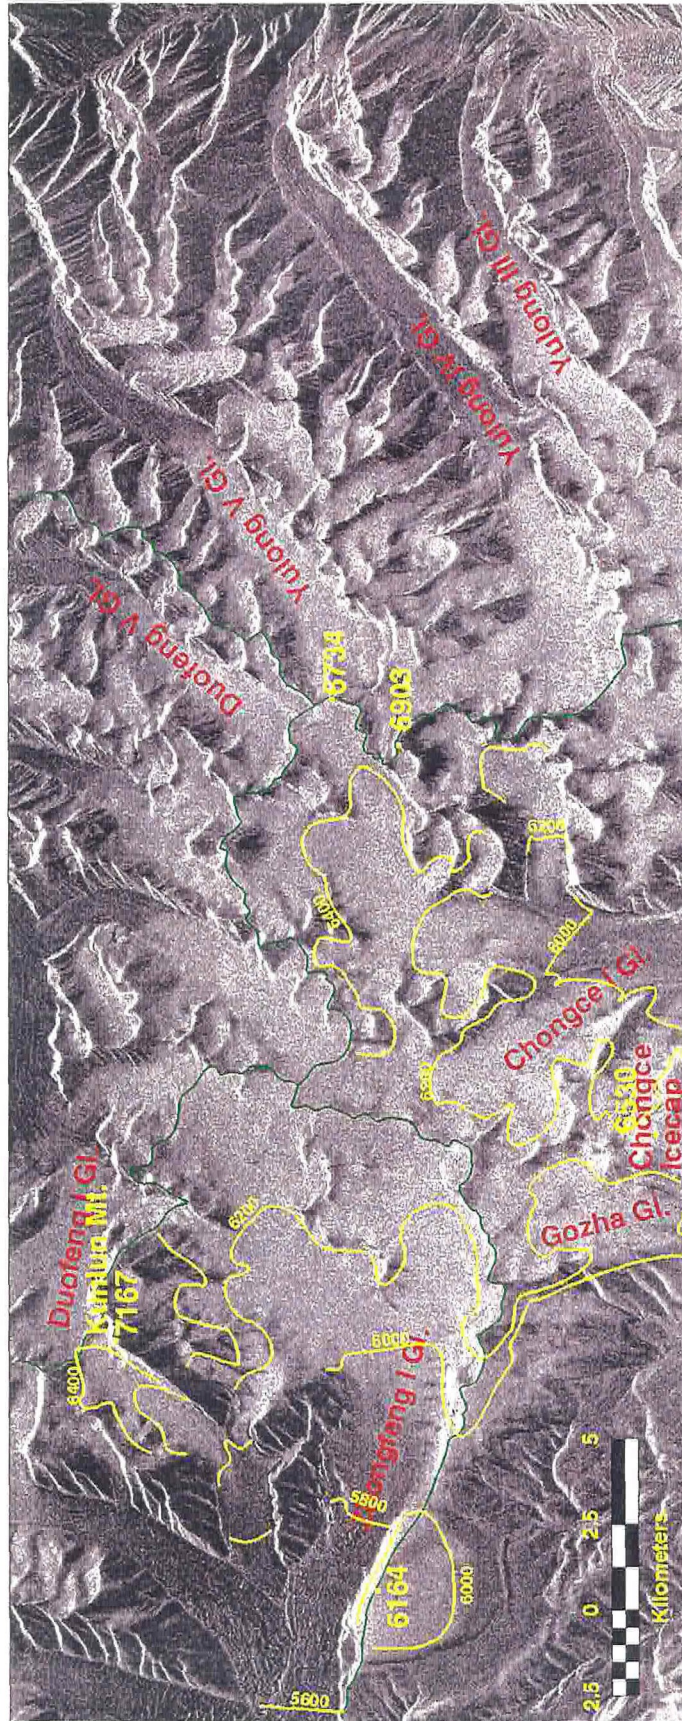 Yulong III Gl.
Yulong IV Gl.
Yulong V Gl.
Duofeng V Gl.
6734
6903
6200
6400
6000
Chongce I Gl.
6530
Chongce
Icecap
Gozha Gl.
Duofeng I Gl.
Kunlun Mt.
7167
6200
6400
6000
I Gl.
5800
6164
6000
5600
2.5 0 2.5 5
Kilometers